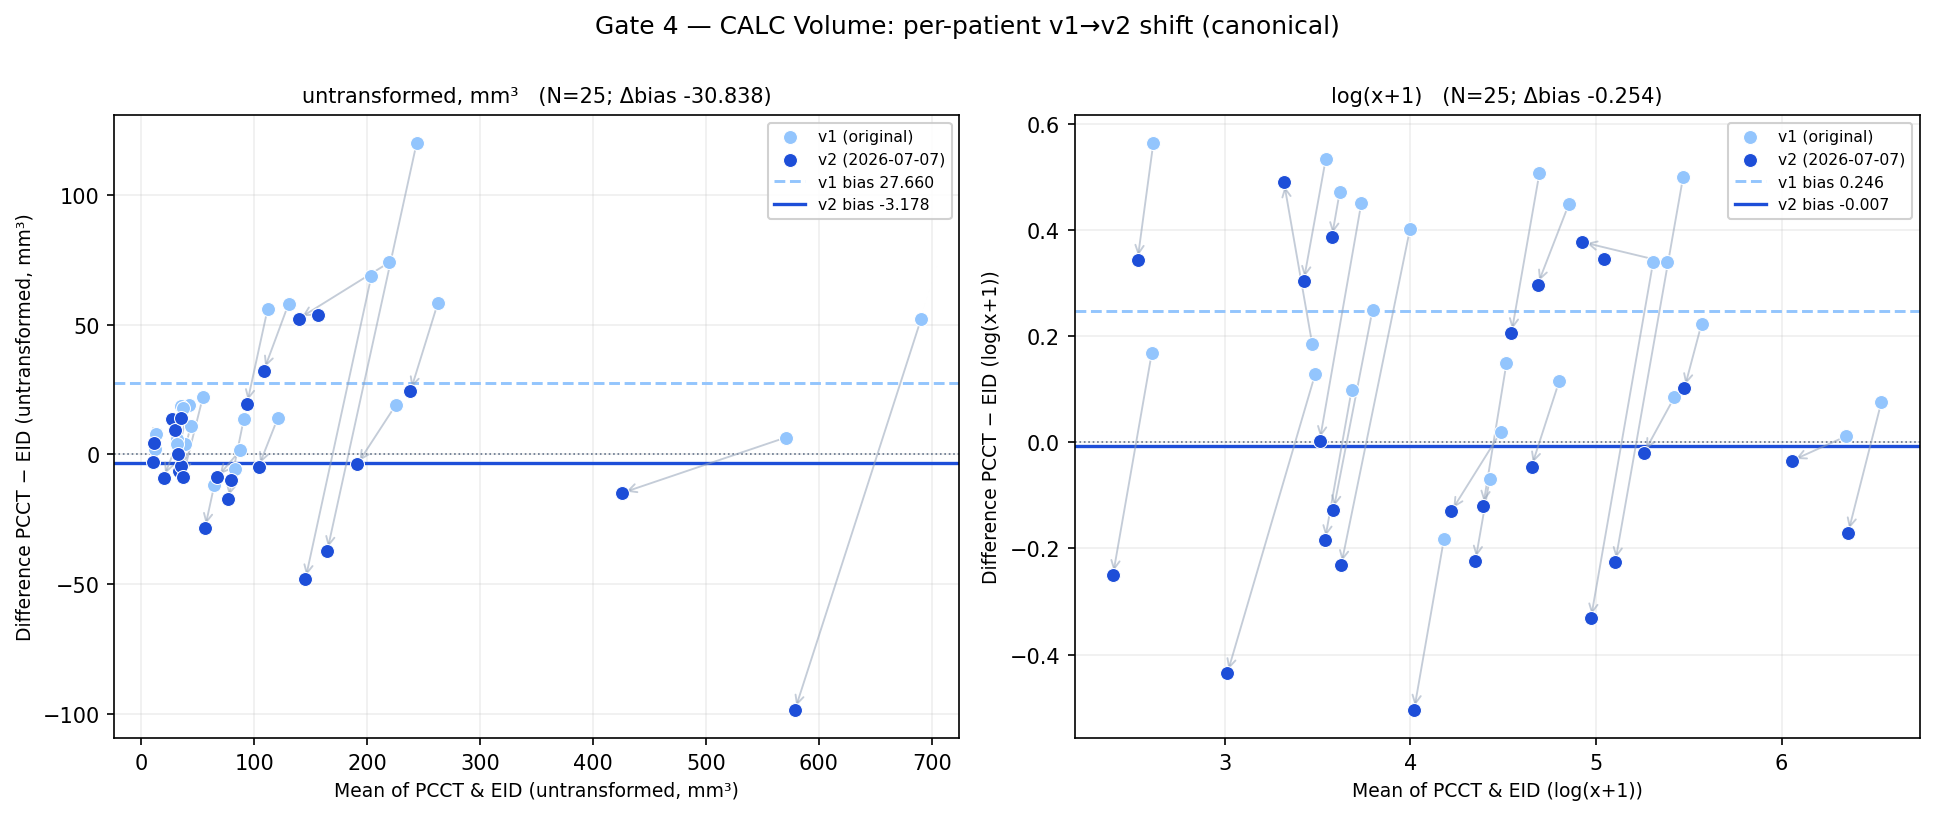 Gate 4 — CALC Volume: per-patient v1→v2 shift (canonical)
untransformed, mm³   (N=25; Δbias -30.838)
Difference PCCT − EID (untransformed, mm³)
100
50
0
−50
−100
v1 (original)
v2 (2026-07-07)
v1 bias 27.660
v2 bias -3.178
0 100 200 300 400 500 600 700
Mean of PCCT & EID (untransformed, mm³)
log(x+1)   (N=25; Δbias -0.254)
Difference PCCT − EID (log(x+1))
0.6
0.4
0.2
0.0
−0.2
−0.4
v1 (original)
v2 (2026-07-07)
v1 bias 0.246
v2 bias -0.007
3 4 5 6
Mean of PCCT & EID (log(x+1))